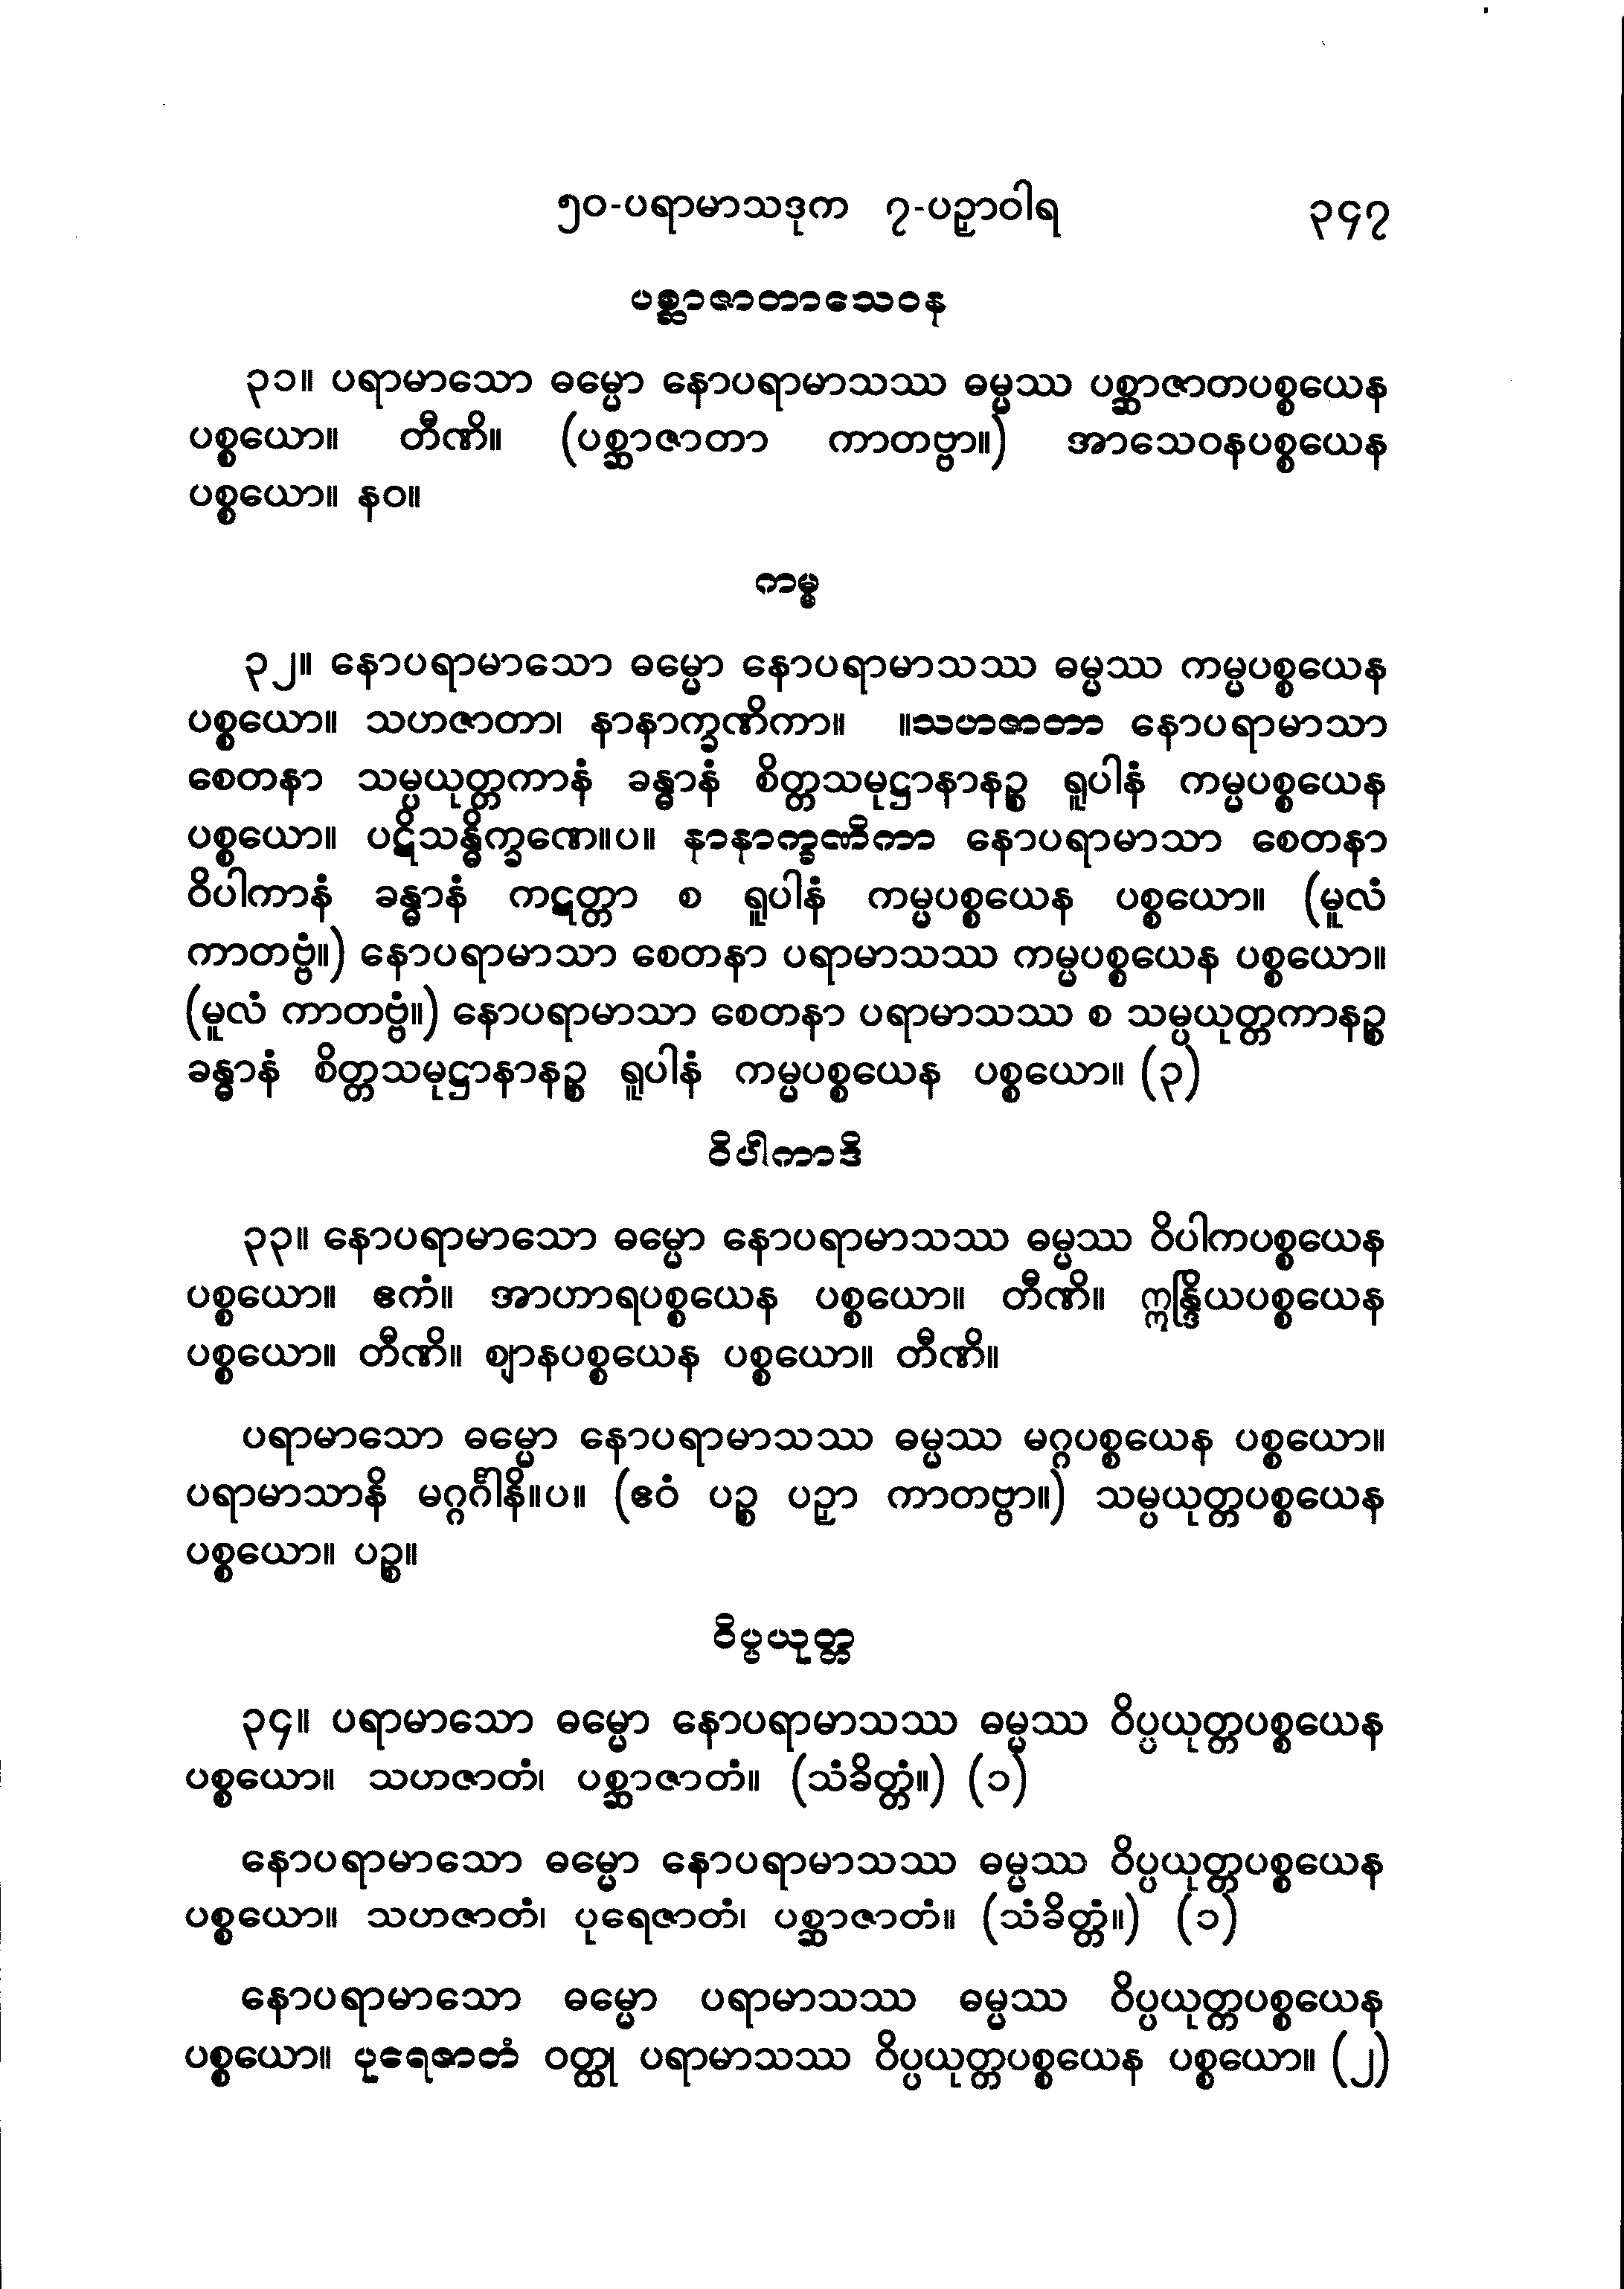 ၅၀-ပရာမာသဒုက ၇-ပဉှာဝါရ ၃၄၇
ပစ္ဆာဇာတာသေဝန
၃၁။ ပရာမာသော ဓမ္မော နောပရာမာသဿ ဓမ္မဿ ပစ္ဆာဇာတပစ္စယေန
ပစ္စယော။ တီဏိ။ (ပစ္ဆာဇာတာ ကာတဗ္ဗာ။) အာသေဝနပစ္စယေန
ပစ္စယော။ နဝ။
ကမ္မ
၃၂။ နောပရာမာသော ဓမ္မော နောပရာမာသဿ ဓမ္မဿ ကမ္မပစ္စယေန
ပစ္စယော။ သဟဇာတာ၊ နာနာက္ခဏိကာ။ ။သဟဇာတာ နောပရာမာသာ
စေတနာ သမ္ပယုတ္တကာနံ ခန္ဓာနံ စိတ္တသမုဋ္ဌာနာနဉ္စ ရူပါနံ ကမ္မပစ္စယေန
ပစ္စယော။ ပဋိသန္ဓိက္ခဏေ။ပ။ နာနာက္ခဏိကာ နောပရာမာသာ စေတနာ
ဝိပါကာနံ ခန္ဓာနံ ကဋတ္တာ စ ရူပါနံ ကမ္မပစ္စယေန ပစ္စယော။ (မူလံ
ကာတဗ္ဗံ။) နောပရာမာသာ စေတနာ ပရာမာသဿ ကမ္မပစ္စယေန ပစ္စယော။
(မူလံ ကာတဗ္ဗံ။) နောပရာမာသာ စေတနာ ပရာမာသဿ စ သမ္ပယုတ္တကာနဉ္စ
ခန္ဓာနံ စိတ္တသမုဋ္ဌာနာနဉ္စ ရူပါနံ ကမ္မပစ္စယေန ပစ္စယော။ (၃)
ဝိပါကာဒိ
၃၃။ နောပရာမာသော ဓမ္မော နောပရာမာသဿ ဓမ္မဿ ဝိပါကပစ္စယေန
ပစ္စယော။ ဧကံ။ အာဟာရပစ္စယေန ပစ္စယော။ တီဏိ။ ဣန္ဒြိယပစ္စယေန
ပစ္စယော။ တီဏိ။ ဈာနပစ္စယေန ပစ္စယော။ တီဏိ။
ပရာမာသော ဓမ္မော နောပရာမာသဿ ဓမ္မဿ မဂ္ဂပစ္စယေန ပစ္စယော။
ပရာမာသာနိ မဂ္ဂင်္ဂါနိ။ပ။ (ဧဝံ ပဉ္စ ပဉှာ ကာတဗ္ဗာ။) သမ္ပယုတ္တပစ္စယေန
ပစ္စယော။ ပဉ္စ။
ဝိပ္ပယုတ္တ
၃၄။ ပရာမာသော ဓမ္မော နောပရာမာသဿ ဓမ္မဿ ဝိပ္ပယုတ္တပစ္စယေန
ပစ္စယော။ သဟဇာတံ၊ ပစ္ဆာဇာတံ။ (သံခိတ္တံ။) (၁)
နောပရာမာသော ဓမ္မော နောပရာမာသဿ ဓမ္မဿ ဝိပ္ပယုတ္တပစ္စယေန
ပစ္စယော။ သဟဇာတံ၊ ပုရေဇာတံ၊ ပစ္ဆာဇာတံ။ (သံခိတ္တံ။) (၁)
နောပရာမာသော ဓမ္မော ပရာမာသဿ ဓမ္မဿ ဝိပ္ပယုတ္တပစ္စယေန
ပစ္စယော။ ပုရေဇာတံ ဝတ္ထု ပရာမာသဿ ဝိပ္ပယုတ္တပစ္စယေန ပစ္စယော။ (၂)